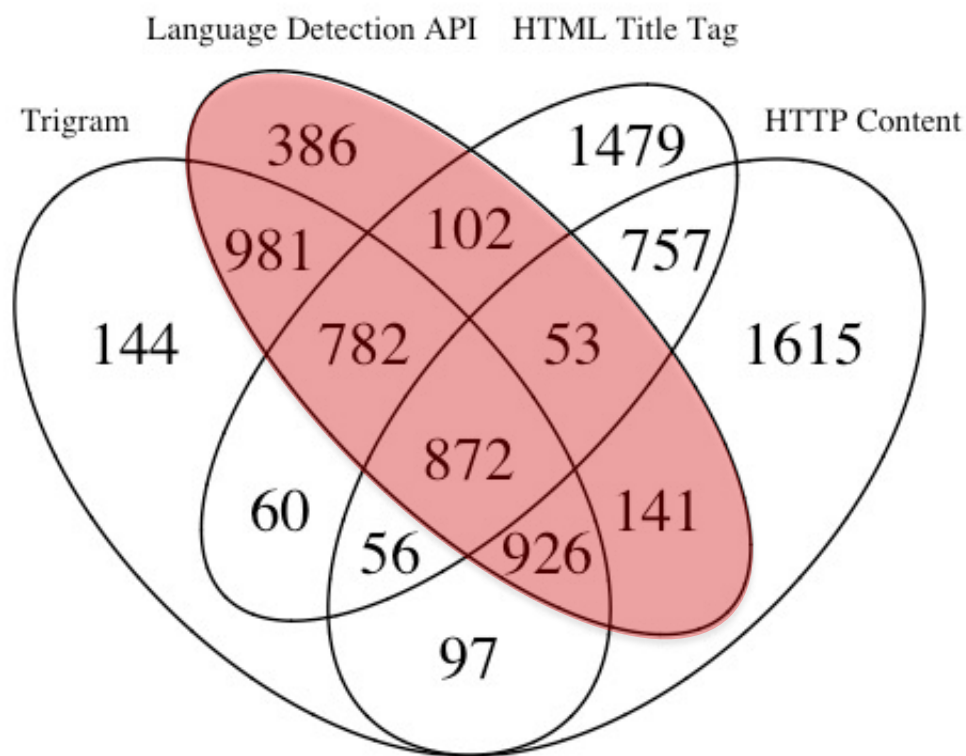 Language Detection API HTML Title Tag
Trigram HTTP Content
386 1479
102
981 757
144 782 53 1615
872
60 141
56 926
97